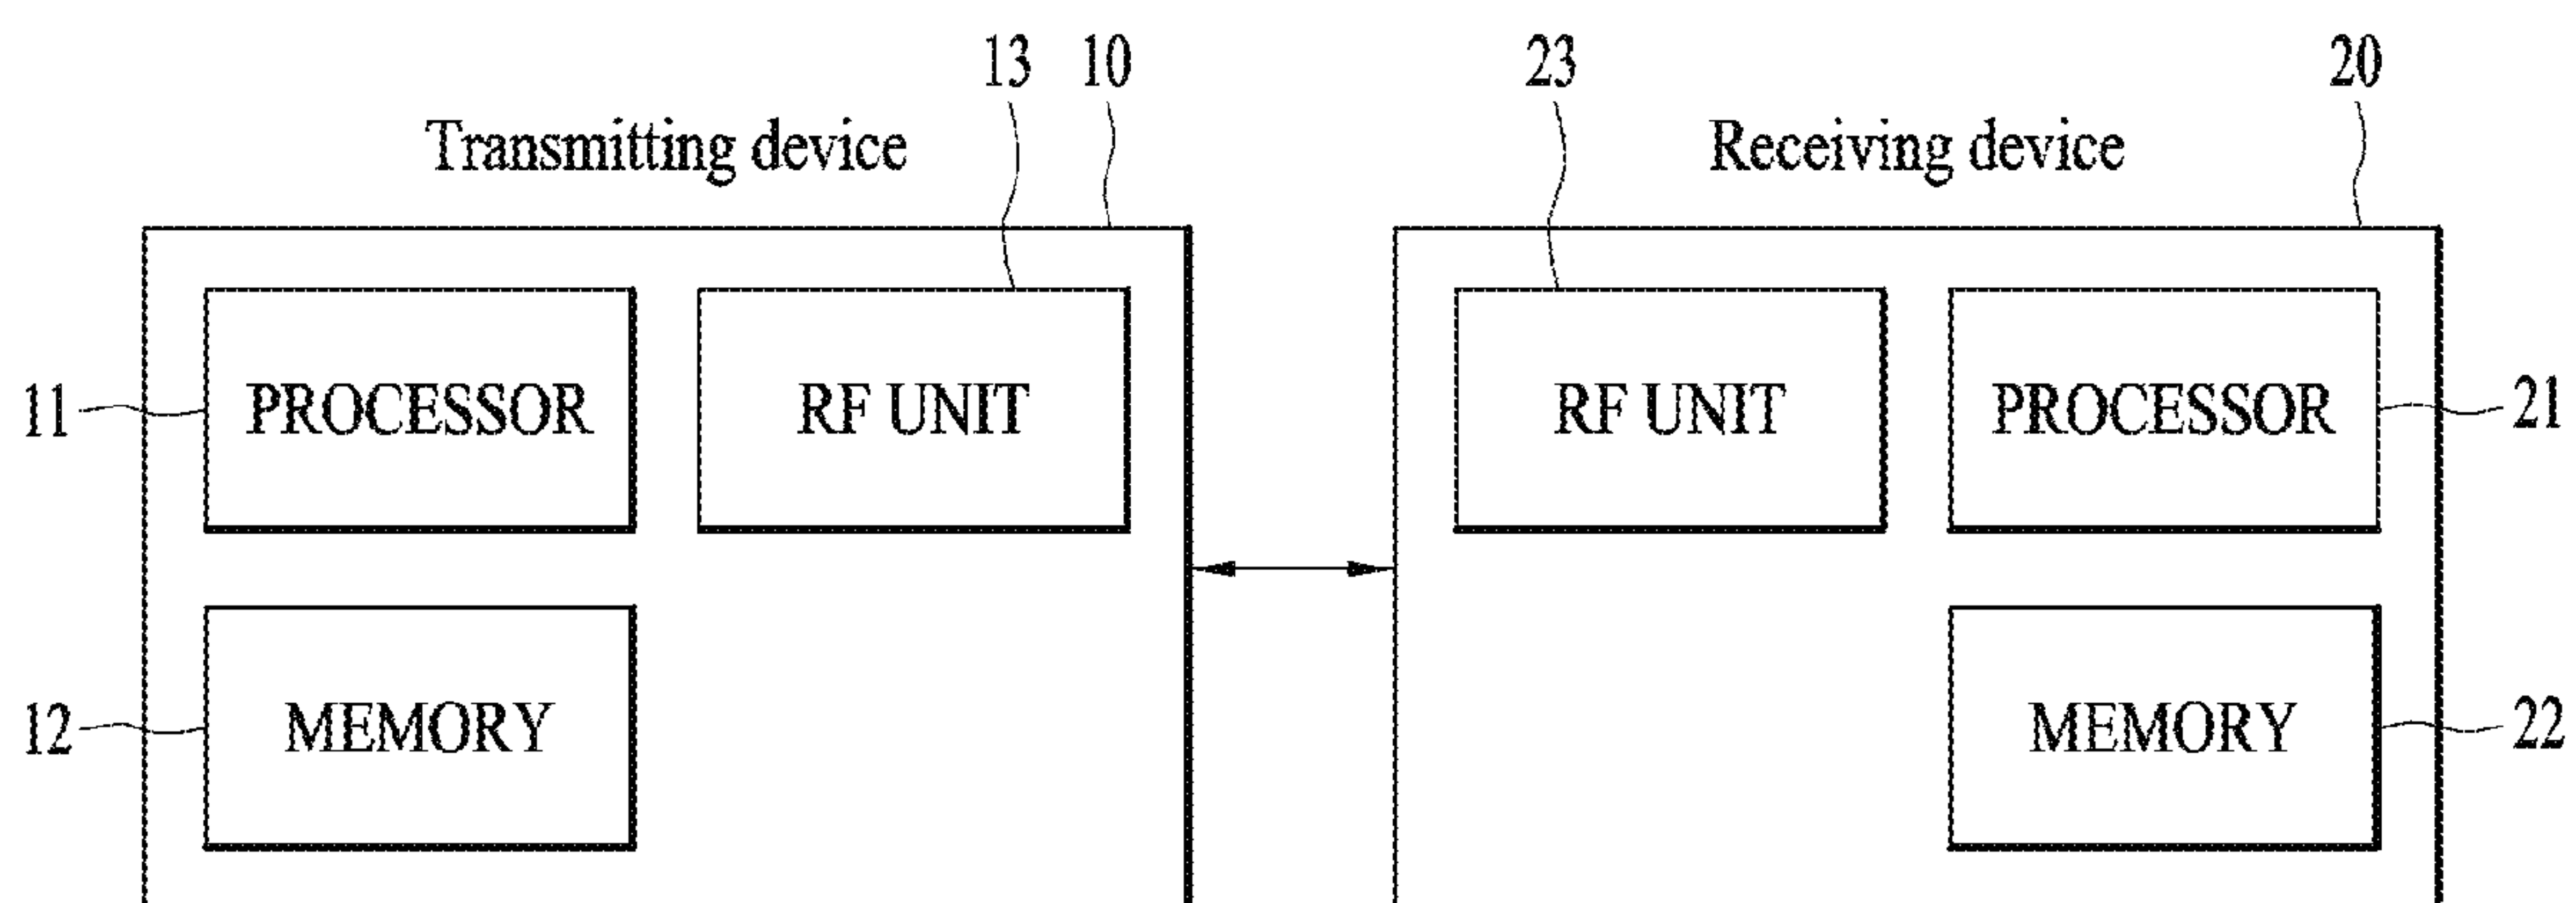 13 10 23 20
Transmitting device Receiving device
11 PROCESSOR RF UNIT RF UNIT PROCESSOR 21
12 MEMORY MEMORY 22